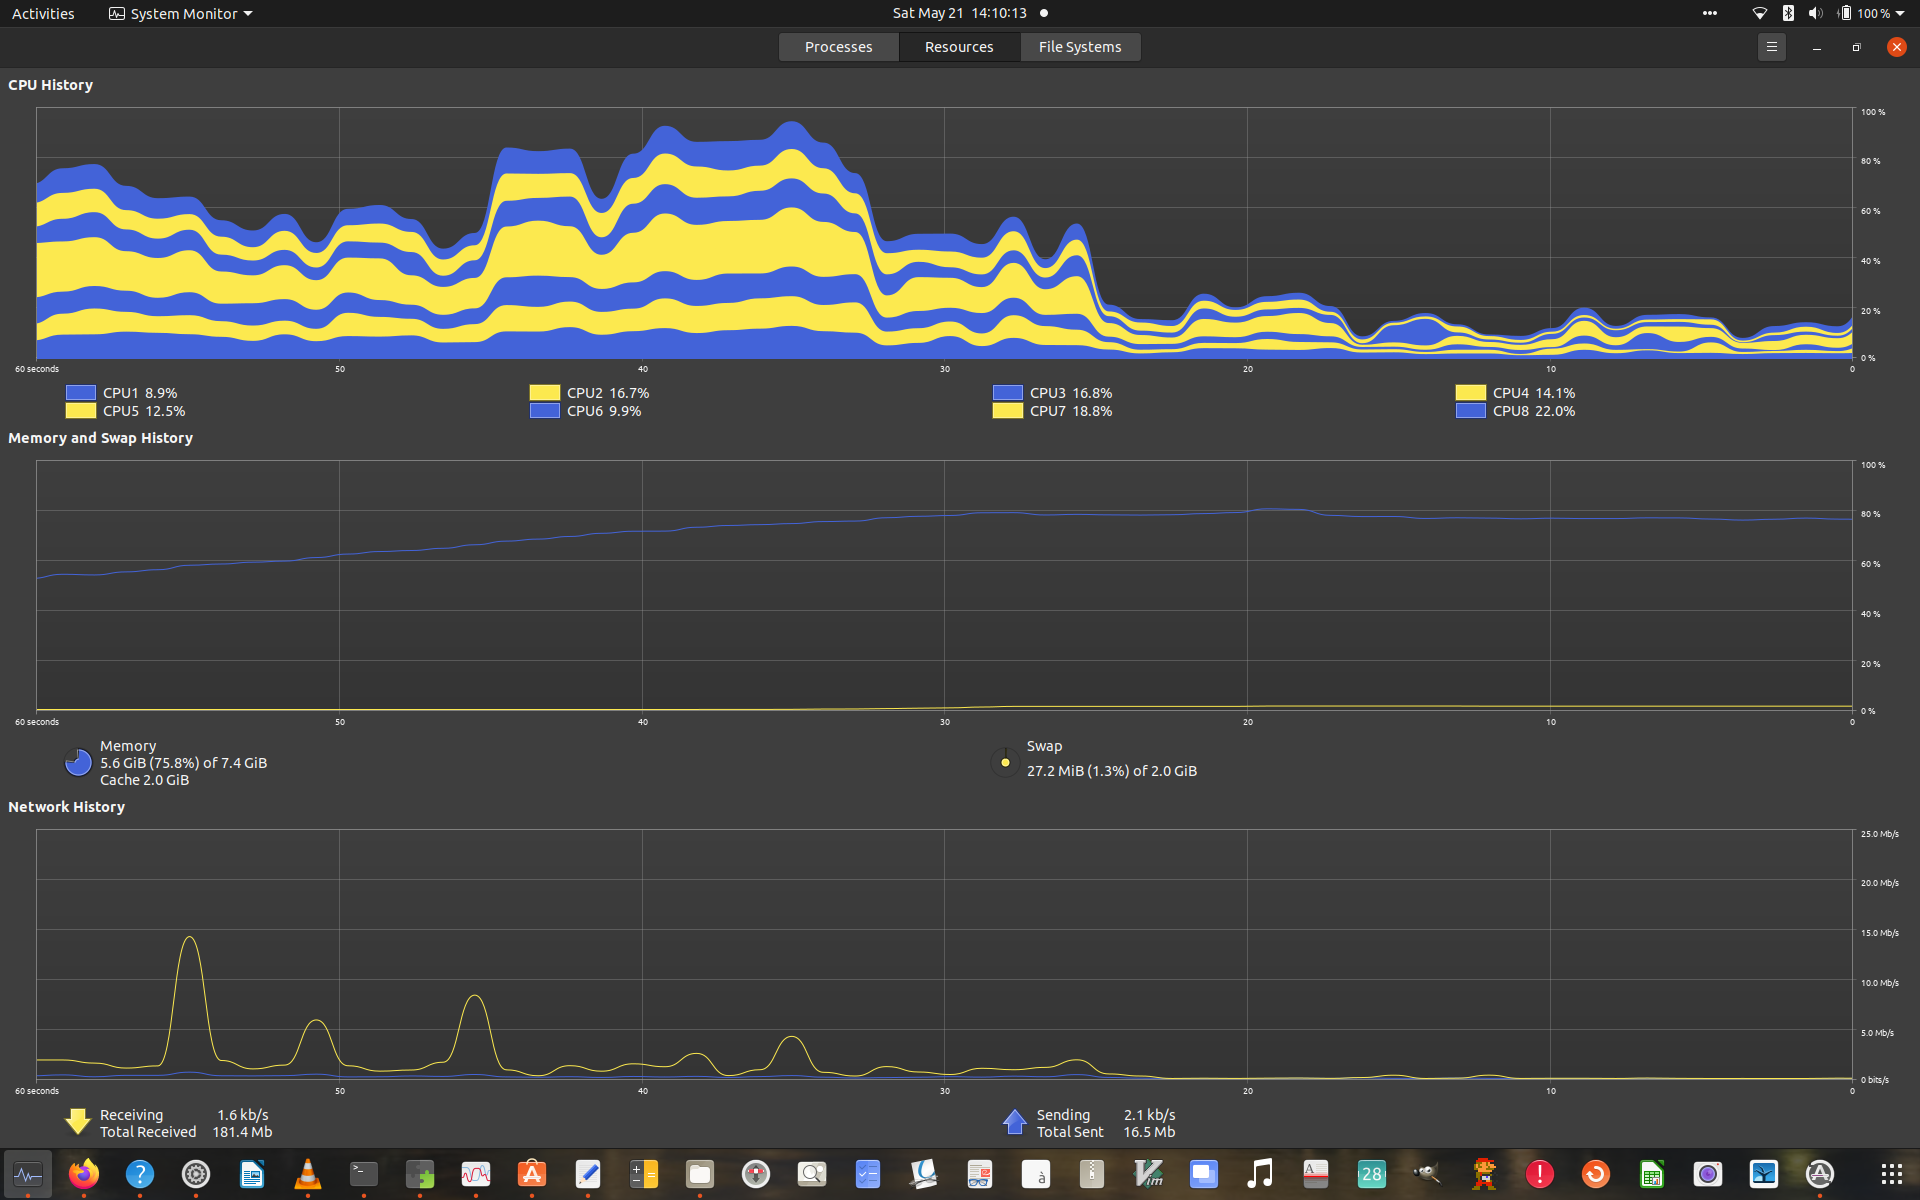 Activities System Monitor Sat May 21 14:10:13 100 %
Processes Resources File Systems
CPU History
100 %
80 %
60 %
40 %
20 %
0 %
60 seconds 50 40 30 20 10 0
CPU1 8.9% CPU2 16.7% CPU3 16.8% CPU4 14.1%
CPU5 12.5% CPU6 9.9% CPU7 18.8% CPU8 22.0%
Memory and Swap History
100 %
80 %
60 %
40 %
20 %
0 %
60 seconds 50 40 30 20 10 0
Memory Swap
5.6 GiB (75.8%) of 7.4 GiB 27.2 MiB (1.3%) of 2.0 GiB
Cache 2.0 GiB
Network History
25.0 Mb/s
20.0 Mb/s
15.0 Mb/s
10.0 Mb/s
5.0 Mb/s
0 bits/s
60 seconds 50 40 30 20 10 0
Receiving 1.6 kb/s Sending 2.1 kb/s
Total Received 181.4 Mb Total Sent 16.5 Mb
? >_ A à Vim A 28 !